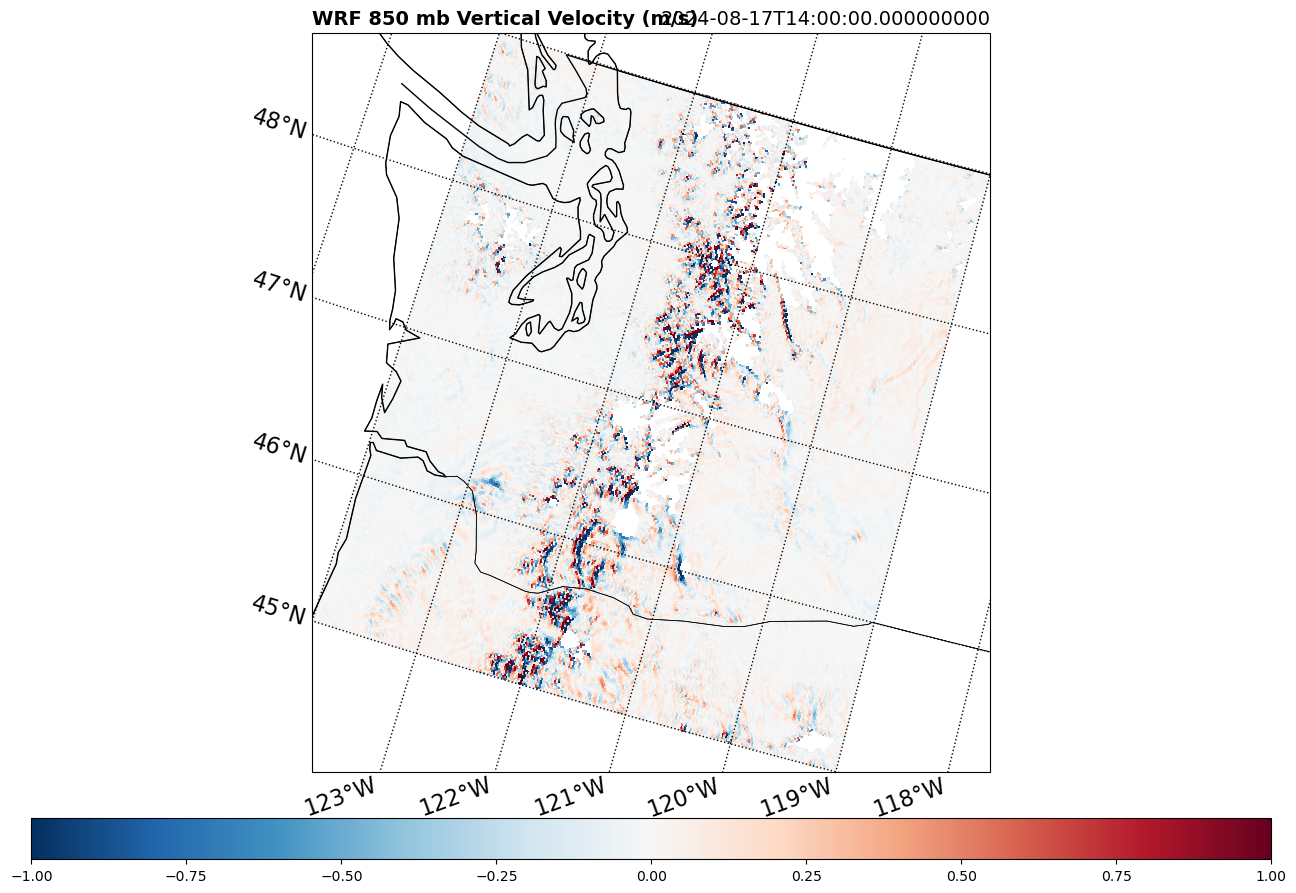 WRF 850 mb Vertical Velocity (m/s) 2024-08-17T14:00:00.000000000
48°N
47°N
46°N
45°N
123°W 122°W 121°W 120°W 119°W 118°W
−1.00 −0.75 −0.50 −0.25 0.00 0.25 0.50 0.75 1.00